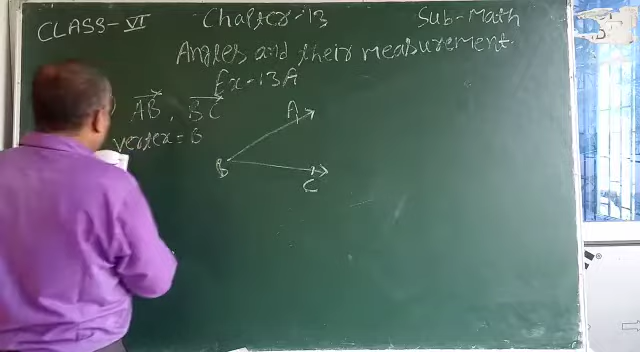 CLASS-VI Chapter-13 Sub-Math
Angles and their measurement.
Ex-13A
AB, BC A
vertex = B
B
C